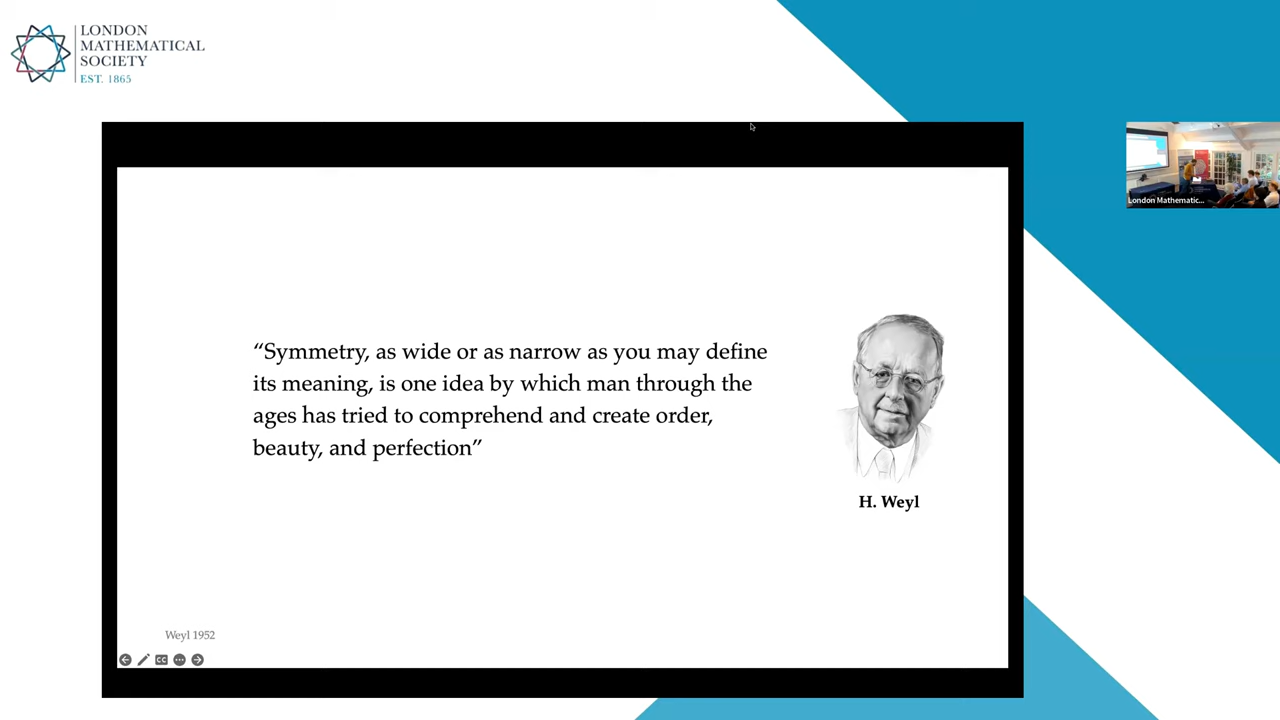 LONDON
MATHEMATICAL
SOCIETY
EST. 1865
London Mathematic...
“Symmetry, as wide or as narrow as you may define
its meaning, is one idea by which man through the
ages has tried to comprehend and create order,
beauty, and perfection”
H. Weyl
Weyl 1952
CC